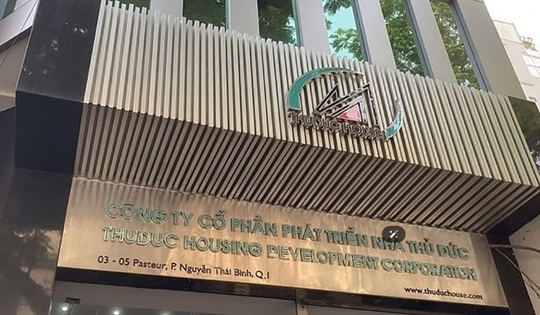 THUDUC HOUSE
CÔNG TY CỔ PHẦN PHÁT TRIỂN NHÀ THỦ ĐỨC
THUDUC HOUSING DEVELOPMENT CORPORATION
03 - 05 Pasteur, P. Nguyễn Thái Bình, Q.1
www.thuduchouse.com